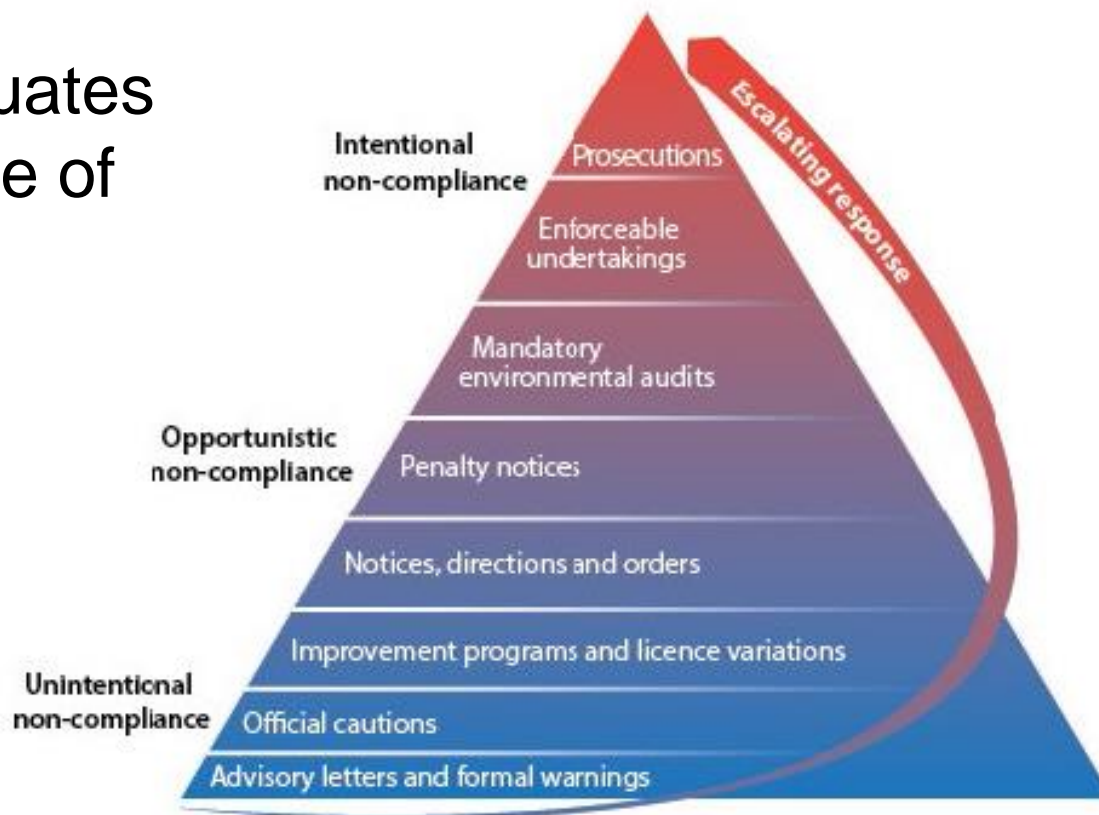 uates
e of
Intentional
non-compliance
Prosecutions
Escalating response
Enforceable
undertakings
Mandatory
environmental audits
Opportunistic
non-compliance
Penalty notices
Notices, directions and orders
Improvement programs and licence variations
Unintentional
non-compliance
Official cautions
Advisory letters and formal warnings